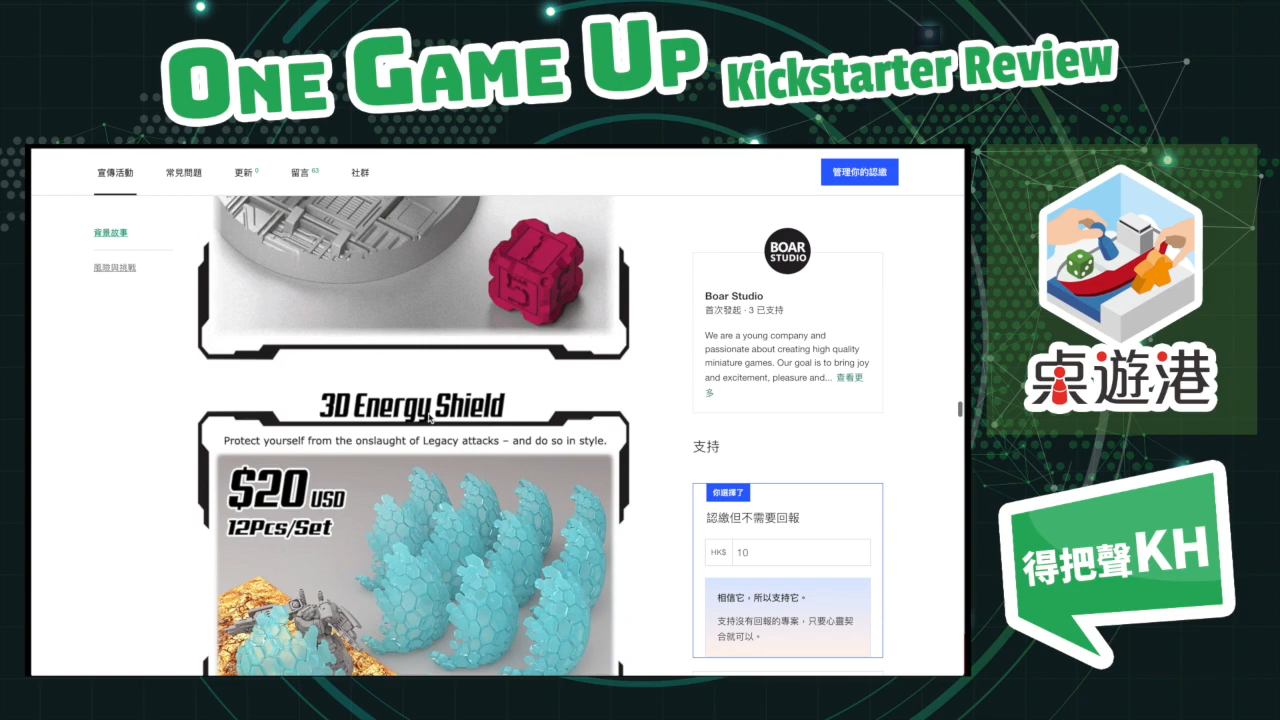 ONE GAME UP Kickstarter Review
宣傳活動
常見問題
更新 0
留言 63
社群
管理你的認繳
背景故事
風險與挑戰
1
5
3D Energy Shield
Protect yourself from the onslaught of Legacy attacks – and do so in style.
$20 USD
12Pcs/Set
BOAR
STUDIO
Boar Studio
首次發起 · 3 已支持
We are a young company and
passionate about creating high quality
miniature games. Our goal is to bring joy
and excitement, pleasure and... 查看更
多
支持
你選擇了
認繳但不需要回報
HK$ 10
相信它，所以支持它。
支持沒有回報的專案，只要心靈契
合就可以。
桌遊港
得把聲KH